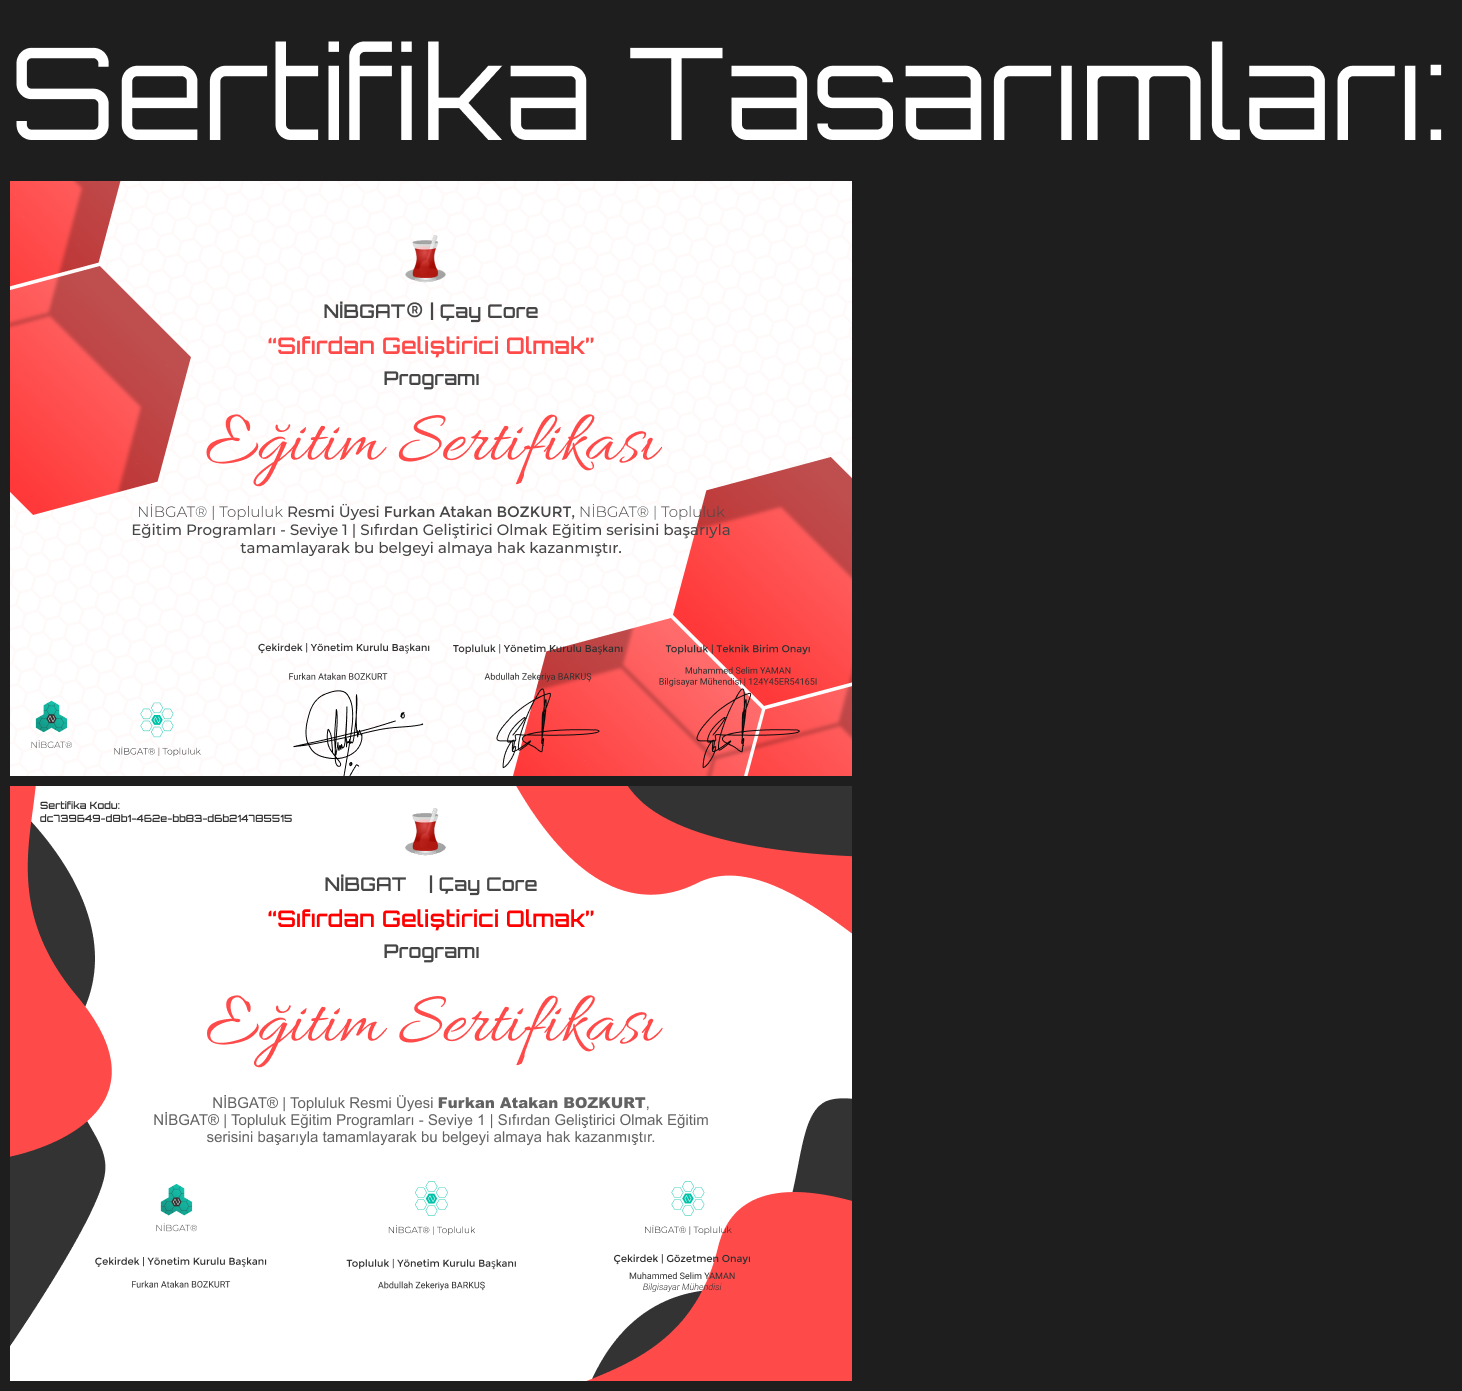 Sertifika Tasarımları:
NİBGAT® | Çay Core
“Sıfırdan Geliştirici Olmak”
Programı
Eğitim Sertifikası
NİBGAT® | Topluluk Resmi Üyesi Furkan Atakan BOZKURT, NİBGAT® | Topluluk
Eğitim Programları - Seviye 1 | Sıfırdan Geliştirici Olmak Eğitim serisini başarıyla
tamamlayarak bu belgeyi almaya hak kazanmıştır.
Çekirdek | Yönetim Kurulu Başkanı
Furkan Atakan BOZKURT
Topluluk | Yönetim Kurulu Başkanı
Abdullah Zekeriya BARKUŞ
Topluluk | Teknik Birim Onayı
Muhammed Selim YAMAN
Bilgisayar Mühendisi | 124Y45ER54165I
NİBGAT®
NİBGAT® | Topluluk
Sertifika Kodu:
dc739649-d8b1-462e-bb83-d6b214785515
NİBGAT | Çay Core
“Sıfırdan Geliştirici Olmak”
Programı
Eğitim Sertifikası
NİBGAT® | Topluluk Resmi Üyesi Furkan Atakan BOZKURT,
NİBGAT® | Topluluk Eğitim Programları - Seviye 1 | Sıfırdan Geliştirici Olmak Eğitim
serisini başarıyla tamamlayarak bu belgeyi almaya hak kazanmıştır.
NİBGAT®
Çekirdek | Yönetim Kurulu Başkanı
Furkan Atakan BOZKURT
NİBGAT® | Topluluk
Topluluk | Yönetim Kurulu Başkanı
Abdullah Zekeriya BARKUŞ
NİBGAT® | Topluluk
Çekirdek | Gözetmen Onayı
Muhammed Selim YAMAN
Bilgisayar Mühendisi